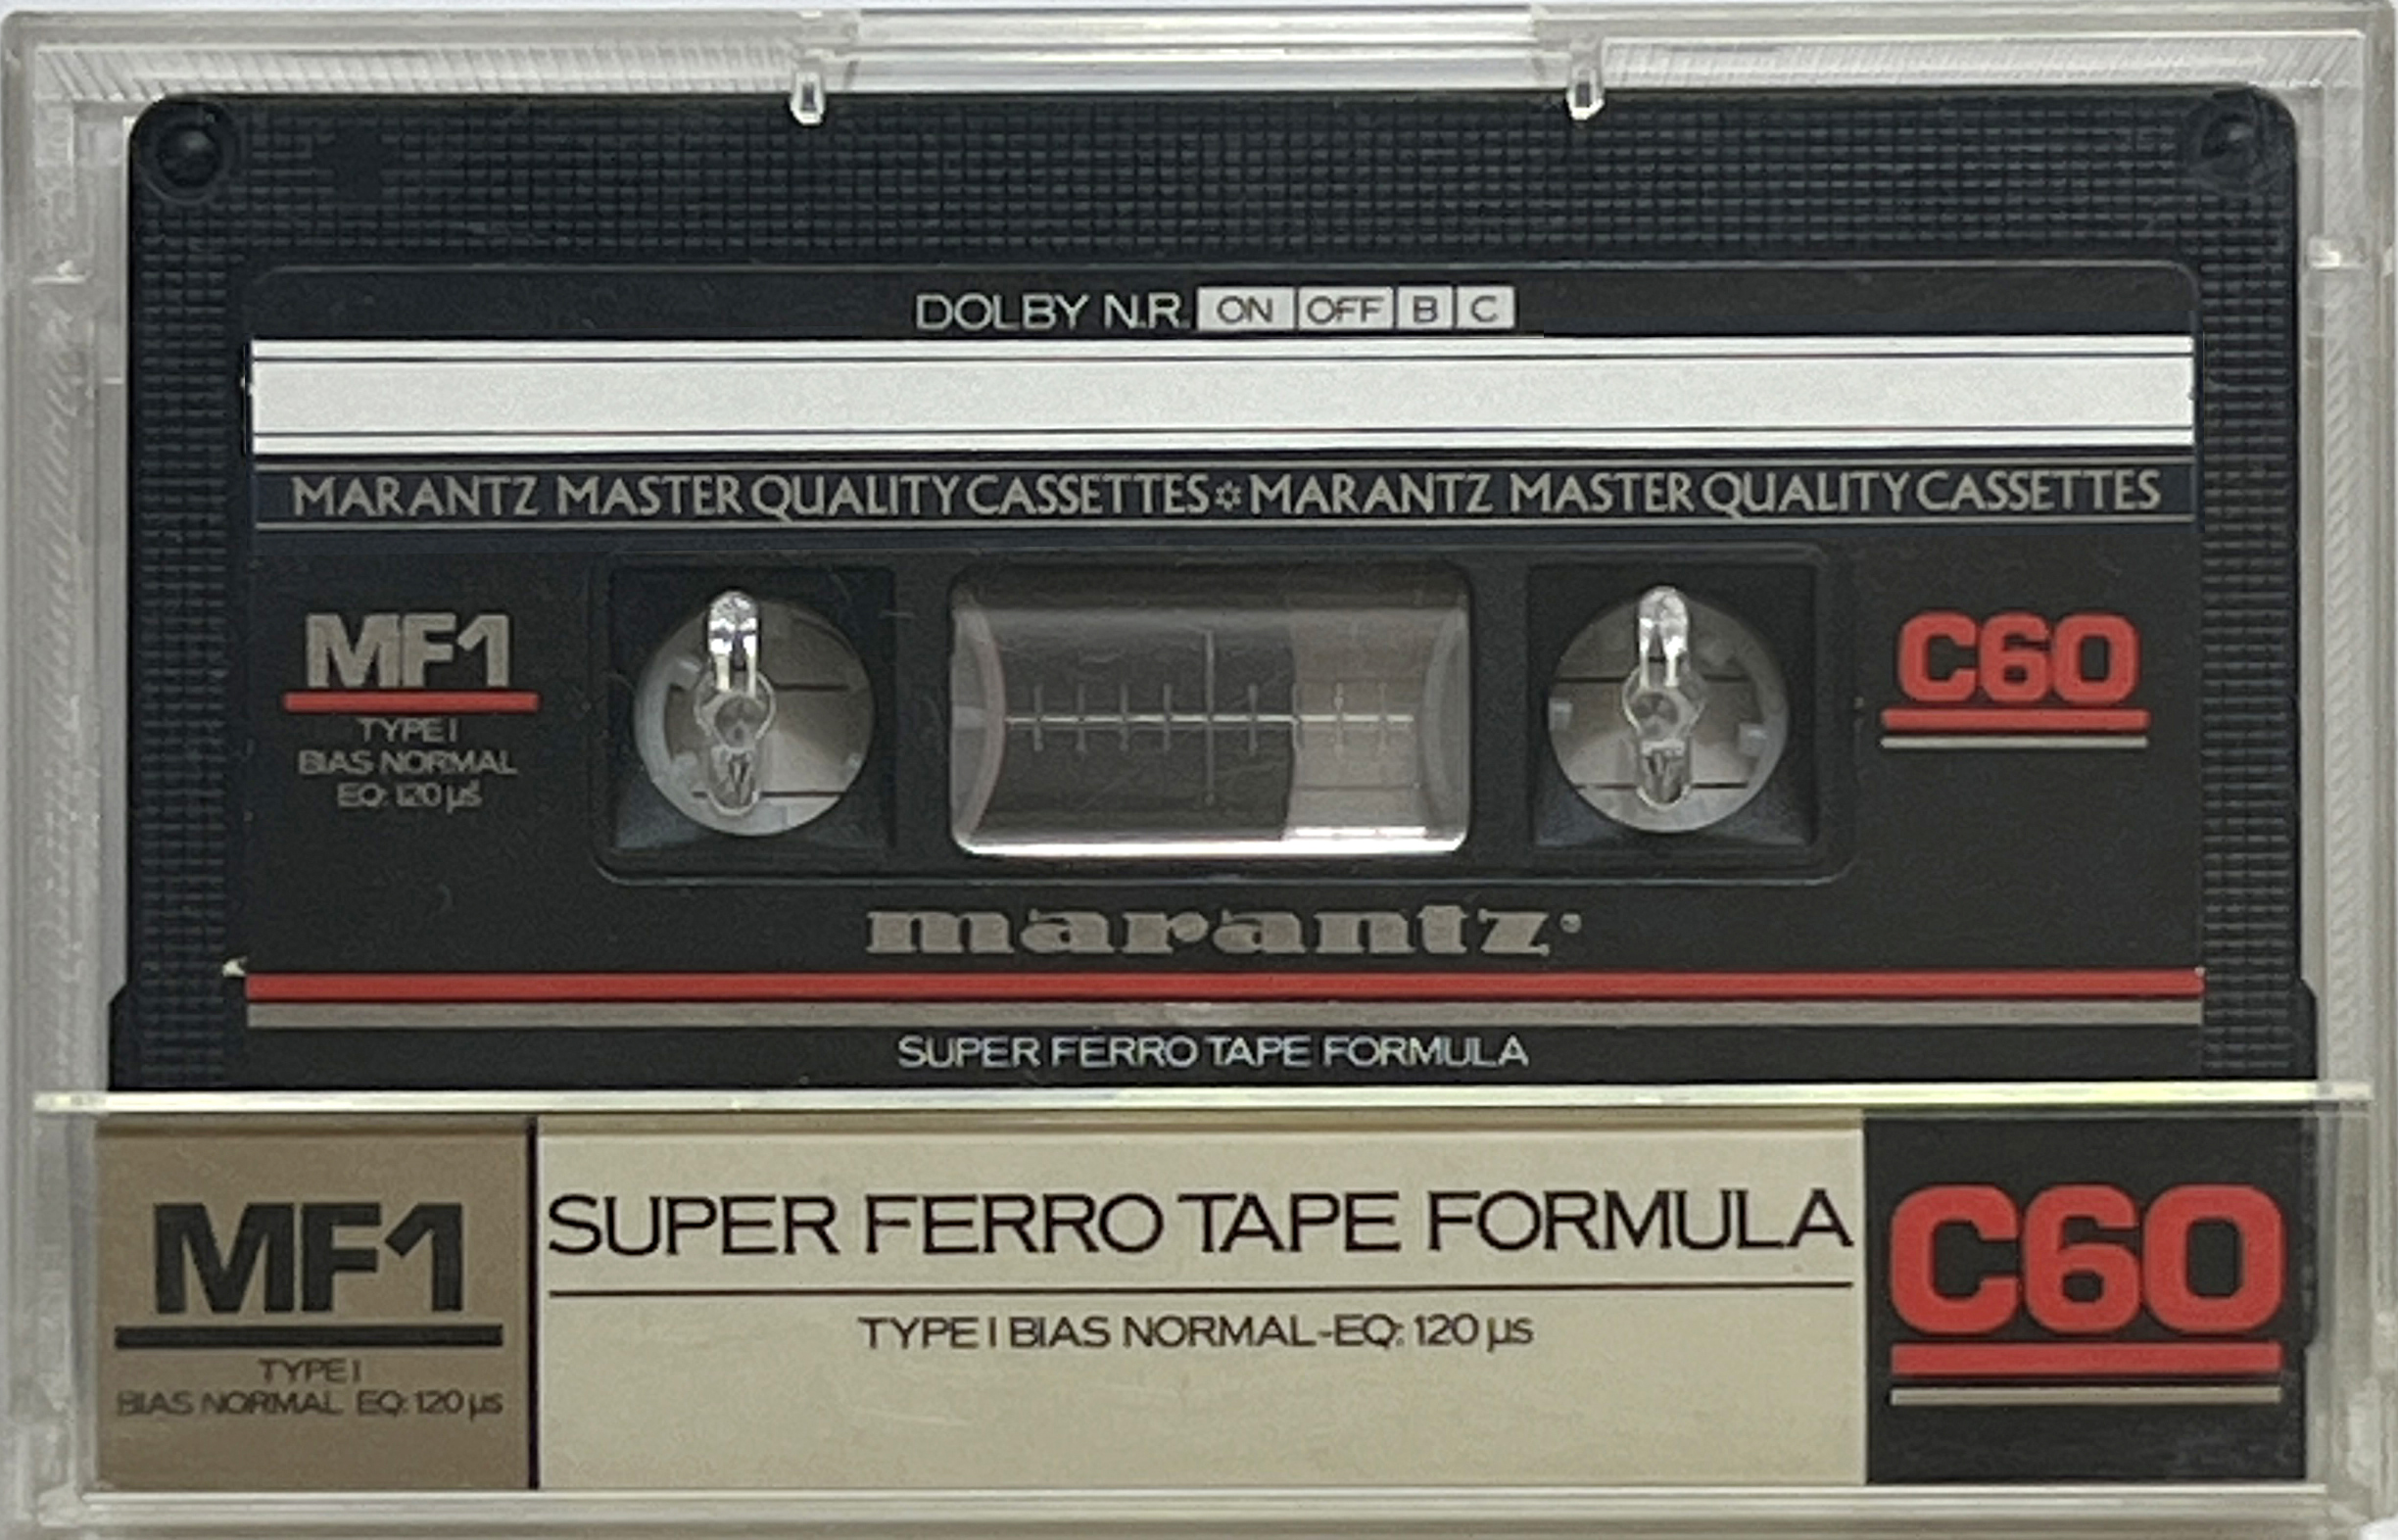 DOLBY N.R. ON OFF B C
MARANTZ MASTER QUALITY CASSETTES✡MARANTZ MASTER QUALITY CASSETTES
MF1
TYPE I
BIAS NORMAL
EQ: 120 µs
C60
marantz
SUPER FERRO TAPE FORMULA
MF1
TYPE I
BIAS NORMAL EQ: 120 µs
SUPER FERRO TAPE FORMULA
TYPE I BIAS NORMAL-EQ: 120 µs
C60